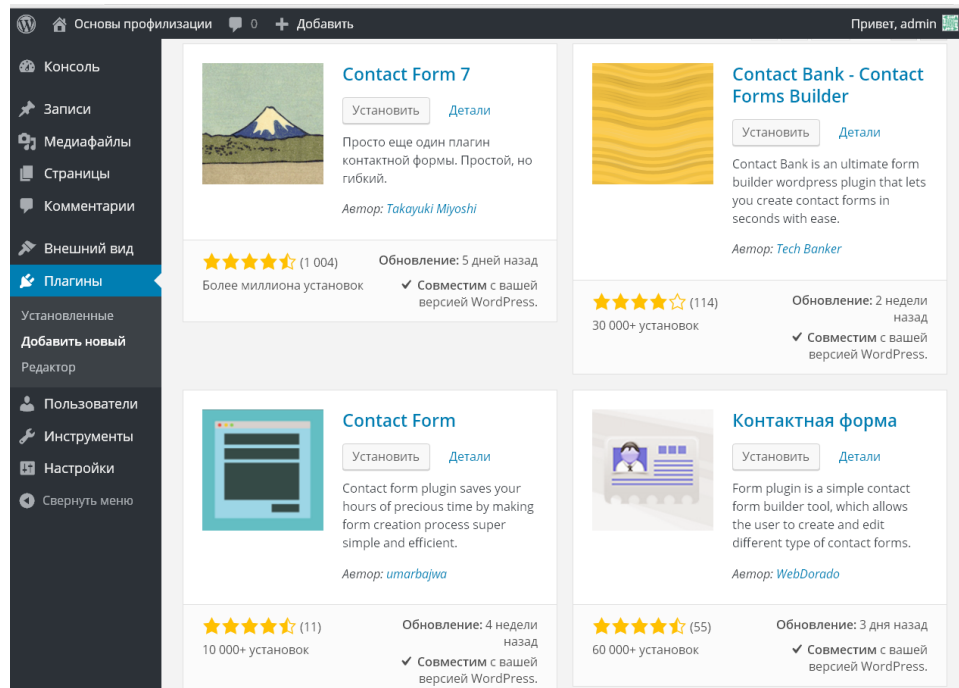 Основы профилизации 0 Добавить Привет, admin
Консоль
Записи
Медиафайлы
Страницы
Комментарии
Внешний вид
Плагины
Установленные
Добавить новый
Редактор
Пользователи
Инструменты
Настройки
Свернуть меню
Contact Form 7
Установить Детали
Просто еще один плагин
контактной формы. Простой, но
гибкий.
Автор: Takayuki Miyoshi
(1 004)
Более миллиона установок
Обновление: 5 дней назад
Совместим с вашей
версией WordPress.
Contact Bank - Contact
Forms Builder
Установить Детали
Contact Bank is an ultimate form
builder wordpress plugin that lets
you create contact forms in
seconds with ease.
Автор: Tech Banker
(114)
30 000+ установок
Обновление: 2 недели
назад
Совместим с вашей
версией WordPress.
Contact Form
Установить Детали
Contact form plugin saves your
hours of precious time by making
form creation process super
simple and efficient.
Автор: umarbajwa
(11)
10 000+ установок
Обновление: 4 недели
назад
Совместим с вашей
версией WordPress.
Контактная форма
Установить Детали
Form plugin is a simple contact
form builder tool, which allows
the user to create and edit
different type of contact forms.
Автор: WebDorado
(55)
60 000+ установок
Обновление: 3 дня назад
Совместим с вашей
версией WordPress.